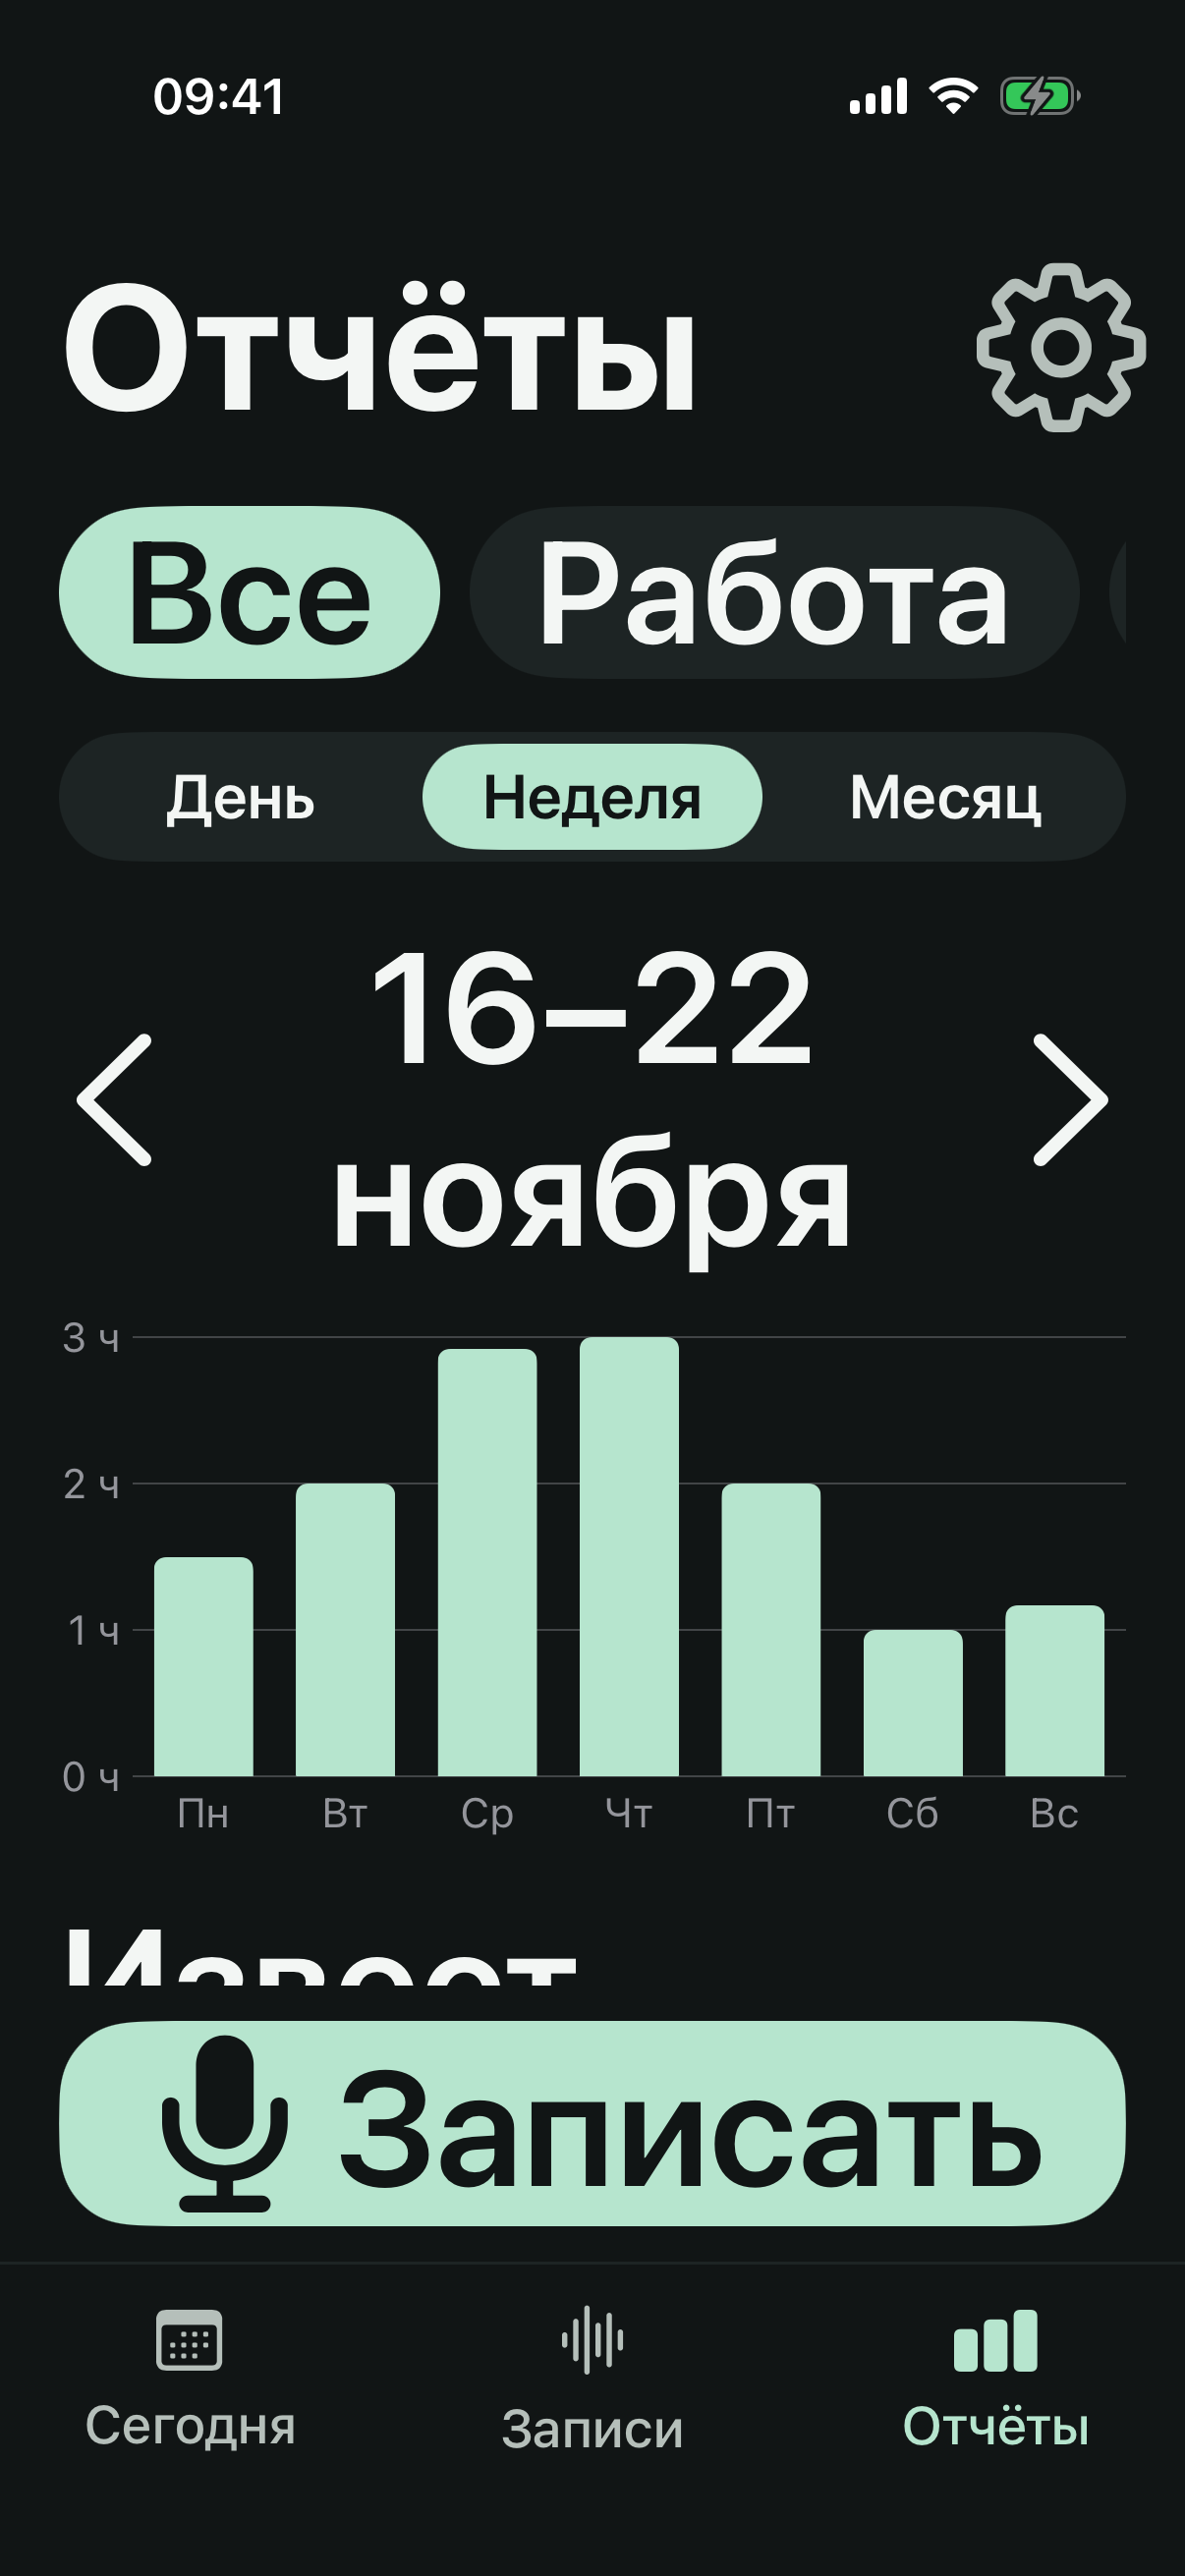 09:41
Отчёты
Все Работа
День Неделя Месяц
16–22
ноября
3 ч
2 ч
1 ч
0 ч
Пн Вт Ср Чт Пт Сб Вс
Записать
Сегодня Записи Отчёты